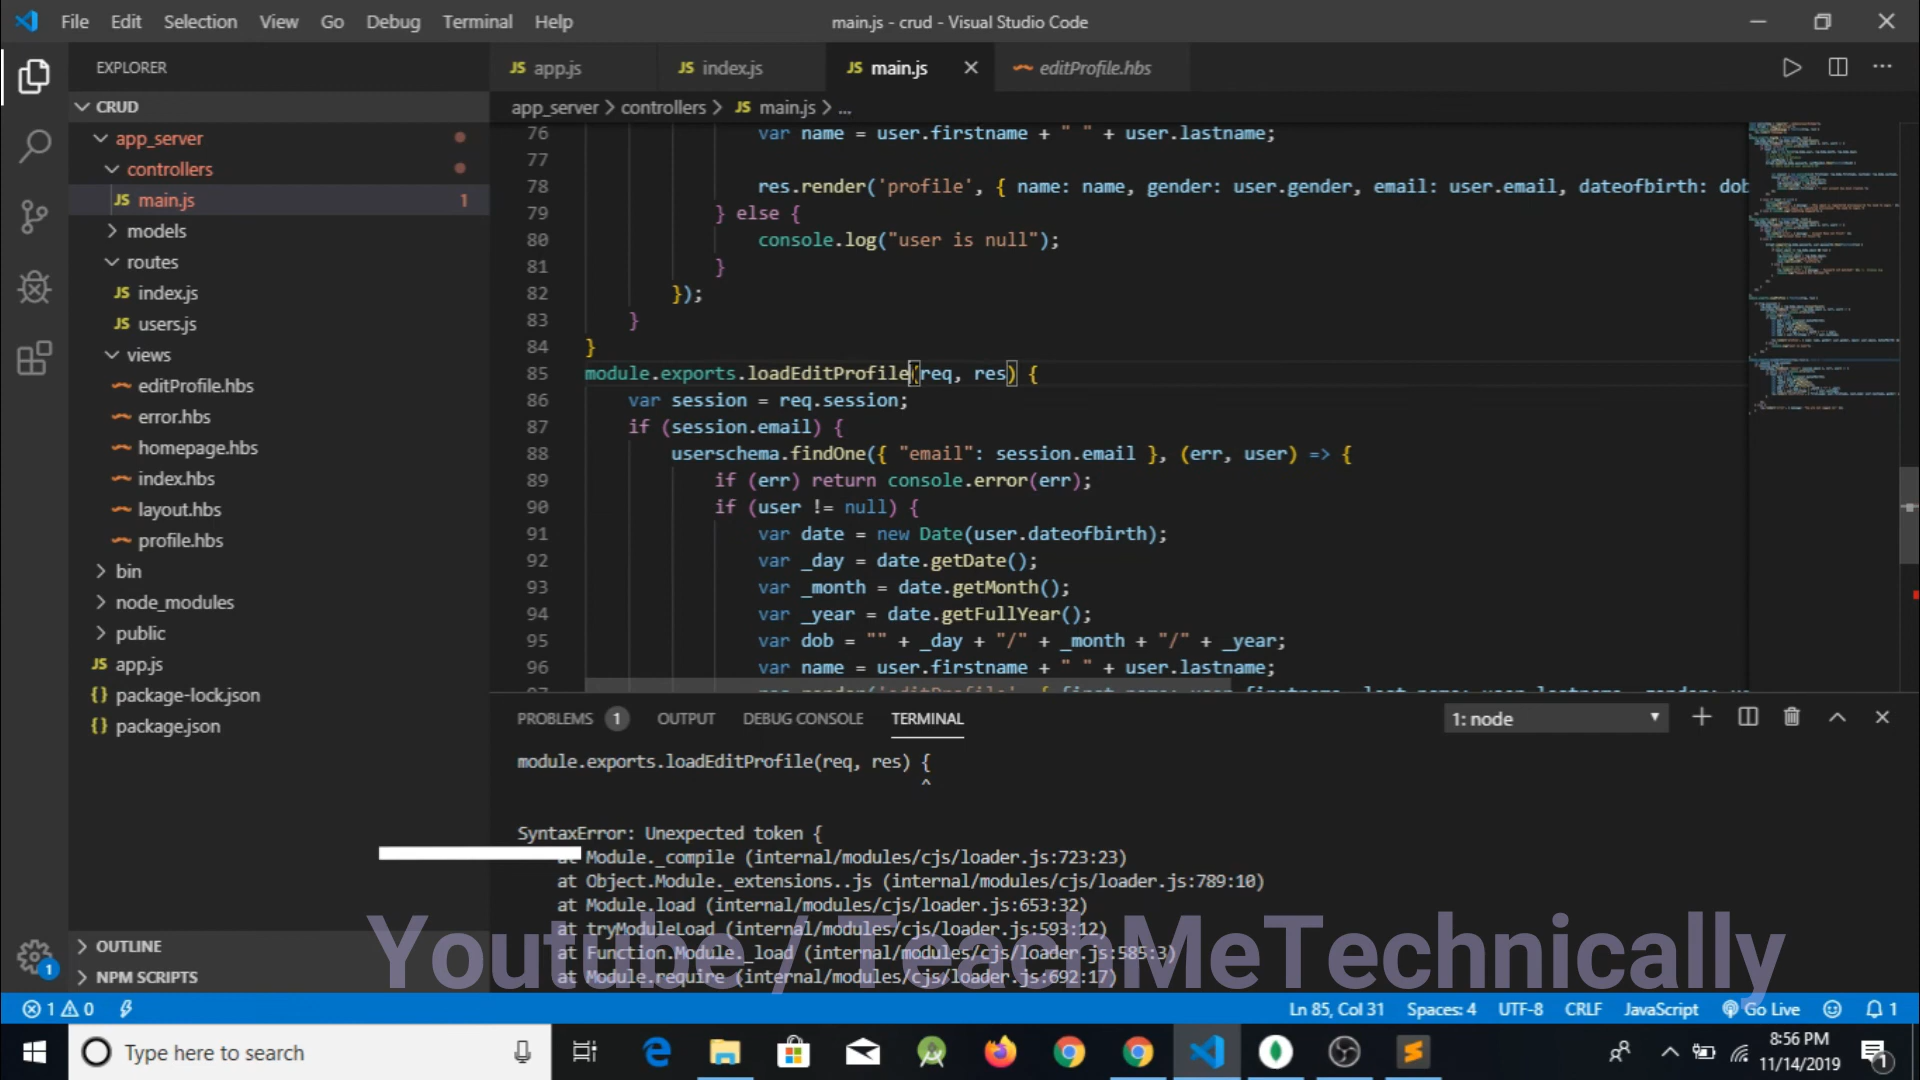 File Edit Selection View Go Debug Terminal Help
main.js - crud - Visual Studio Code
EXPLORER
CRUD
app_server
controllers
JS main.js 1
models
routes
JS index.js
JS users.js
views
editProfile.hbs
error.hbs
homepage.hbs
index.hbs
layout.hbs
profile.hbs
bin
node_modules
public
JS app.js
{} package-lock.json
{} package.json
OUTLINE
NPM SCRIPTS
JS app.js JS index.js JS main.js editProfile.hbs
app_server > controllers > JS main.js > ...
76 var name = user.firstname + " " + user.lastname;
77
78 res.render('profile', { name: name, gender: user.gender, email: user.email, dateofbirth: dob
79 } else {
80 console.log("user is null");
81 }
82 });
83 }
84 }
85 module.exports.loadEditProfile(req, res) {
86 var session = req.session;
87 if (session.email) {
88 userschema.findOne({ "email": session.email }, (err, user) => {
89 if (err) return console.error(err);
90 if (user != null) {
91 var date = new Date(user.dateofbirth);
92 var _day = date.getDate();
93 var _month = date.getMonth();
94 var _year = date.getFullYear();
95 var dob = "" + _day + "/" + _month + "/" + _year;
96 var name = user.firstname + " " + user.lastname;
PROBLEMS 1 OUTPUT DEBUG CONSOLE TERMINAL 1: node
module.exports.loadEditProfile(req, res) {
^
SyntaxError: Unexpected token {
at Module._compile (internal/modules/cjs/loader.js:723:23)
at Object.Module._extensions..js (internal/modules/cjs/loader.js:789:10)
at Module.load (internal/modules/cjs/loader.js:653:32)
at tryModuleLoad (internal/modules/cjs/loader.js:593:12)
at Function.Module._load (internal/modules/cjs/loader.js:585:3)
at Module.require (internal/modules/cjs/loader.js:692:17)
Youtube / TeachMeTechnically
1
1 0 Ln 85, Col 31 Spaces: 4 UTF-8 CRLF JavaScript Go Live 1
Type here to search
8:56 PM
11/14/2019
1